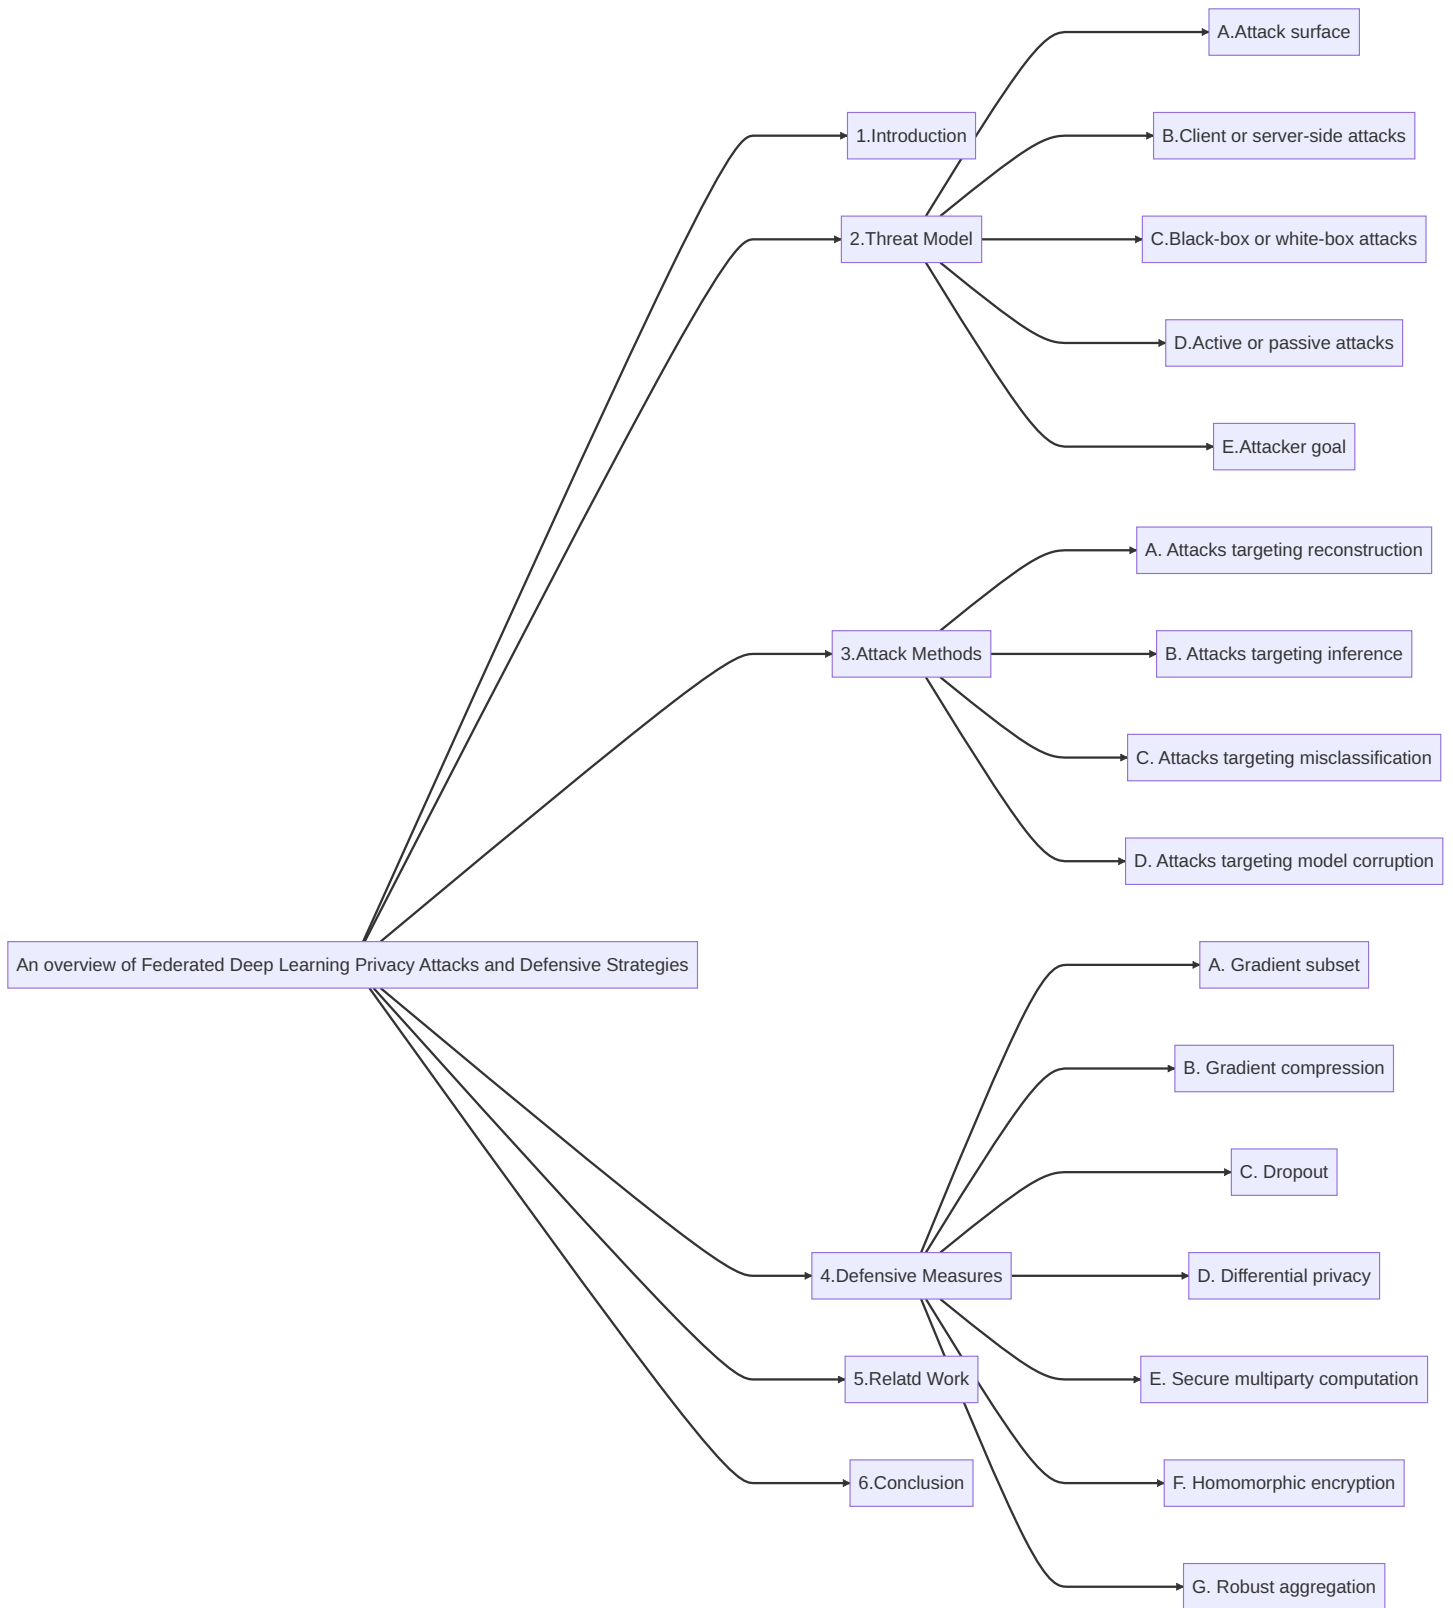 An overview of Federated Deep Learning Privacy Attacks and Defensive Strategies
1.Introduction
2.Threat Model
A.Attack surface
B.Client or server-side attacks
C.Black-box or white-box attacks
D.Active or passive attacks
E.Attacker goal
3.Attack Methods
A. Attacks targeting reconstruction
B. Attacks targeting inference
C. Attacks targeting misclassification
D. Attacks targeting model corruption
4.Defensive Measures
A. Gradient subset
B. Gradient compression
C. Dropout
D. Differential privacy
E. Secure multiparty computation
F. Homomorphic encryption
G. Robust aggregation
5.Relatd Work
6.Conclusion